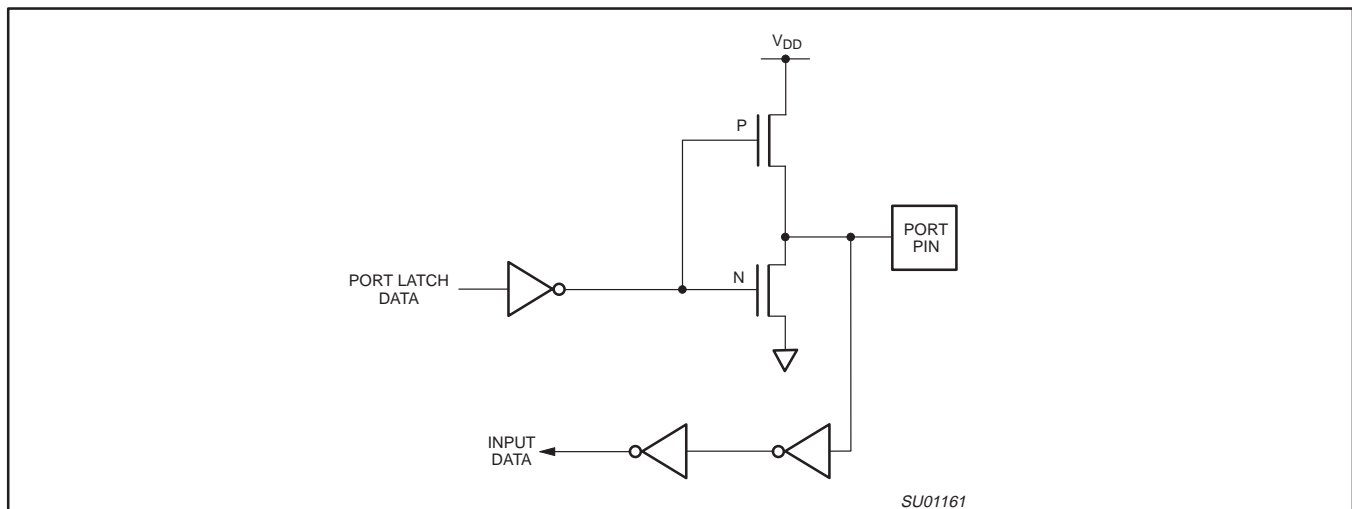 VDD
P
PORT
PIN
N
PORT LATCH
DATA
INPUT
DATA
SU01161